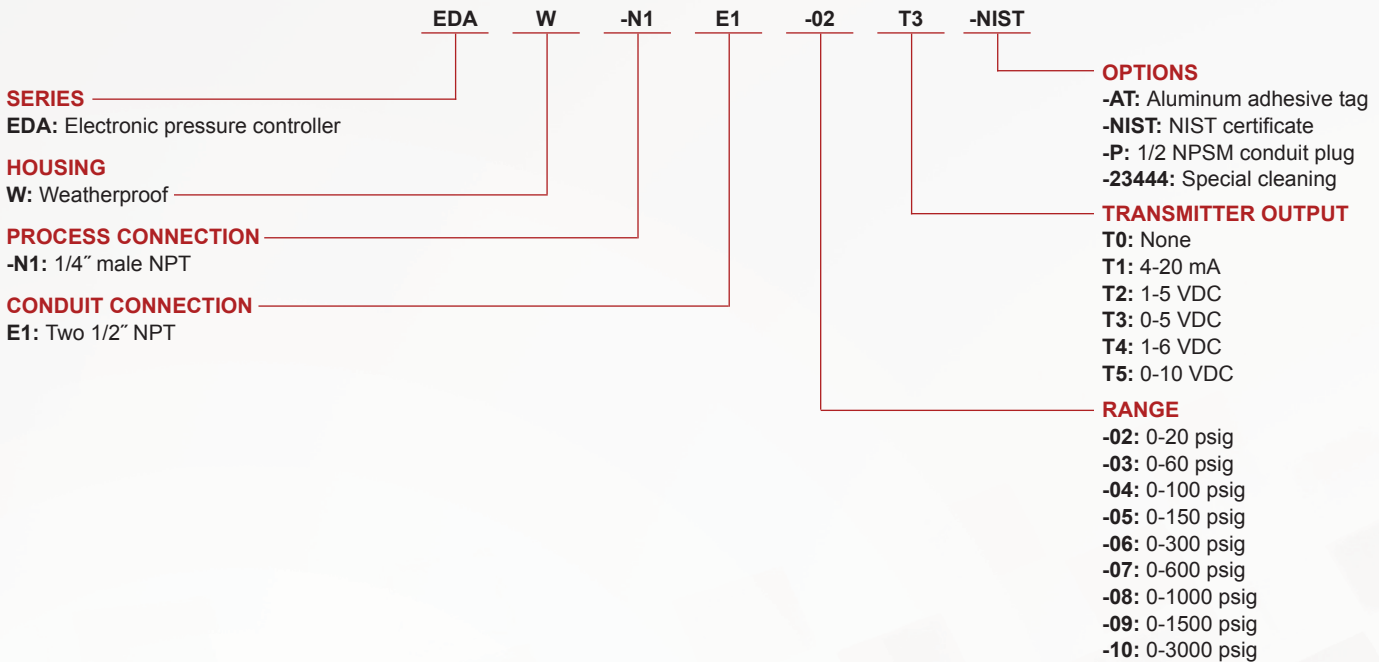 EDA W -N1 E1 -02 T3 -NIST
SERIES
EDA: Electronic pressure controller
HOUSING
W: Weatherproof
PROCESS CONNECTION
-N1: 1/4˝ male NPT
CONDUIT CONNECTION
E1: Two 1/2˝ NPT
OPTIONS
-AT: Aluminum adhesive tag
-NIST: NIST certificate
-P: 1/2 NPSM conduit plug
-23444: Special cleaning
TRANSMITTER OUTPUT
T0: None
T1: 4-20 mA
T2: 1-5 VDC
T3: 0-5 VDC
T4: 1-6 VDC
T5: 0-10 VDC
RANGE
-02: 0-20 psig
-03: 0-60 psig
-04: 0-100 psig
-05: 0-150 psig
-06: 0-300 psig
-07: 0-600 psig
-08: 0-1000 psig
-09: 0-1500 psig
-10: 0-3000 psig